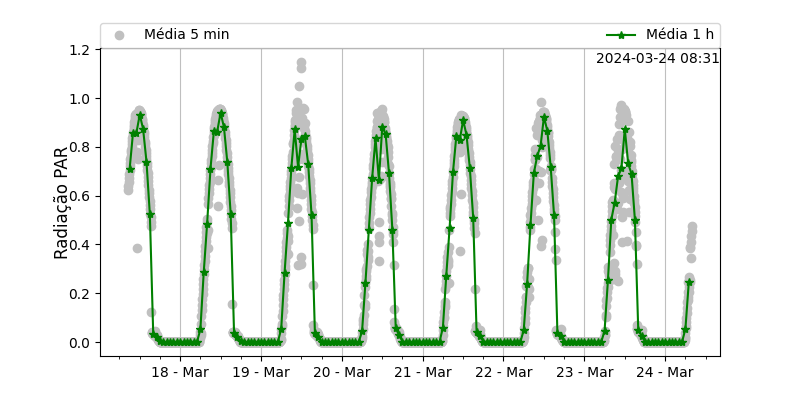 Média 5 min
Média 1 h
2024-03-24 08:31
Radiação PAR
1.2
1.0
0.8
0.6
0.4
0.2
0.0
18 - Mar
19 - Mar
20 - Mar
21 - Mar
22 - Mar
23 - Mar
24 - Mar